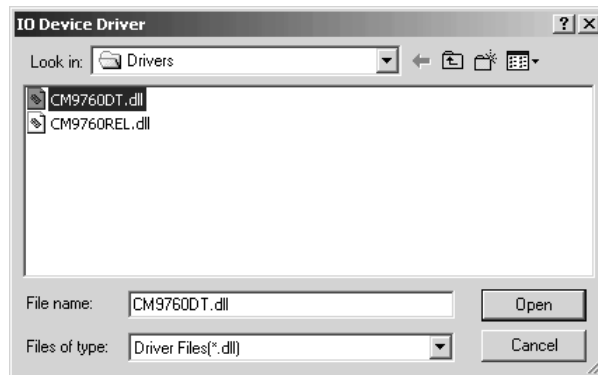 IO Device Driver
Look in: Drivers
CM9760DT.dll
CM9760REL.dll
File name: CM9760DT.dll Open
Files of type: Driver Files(*.dll) Cancel